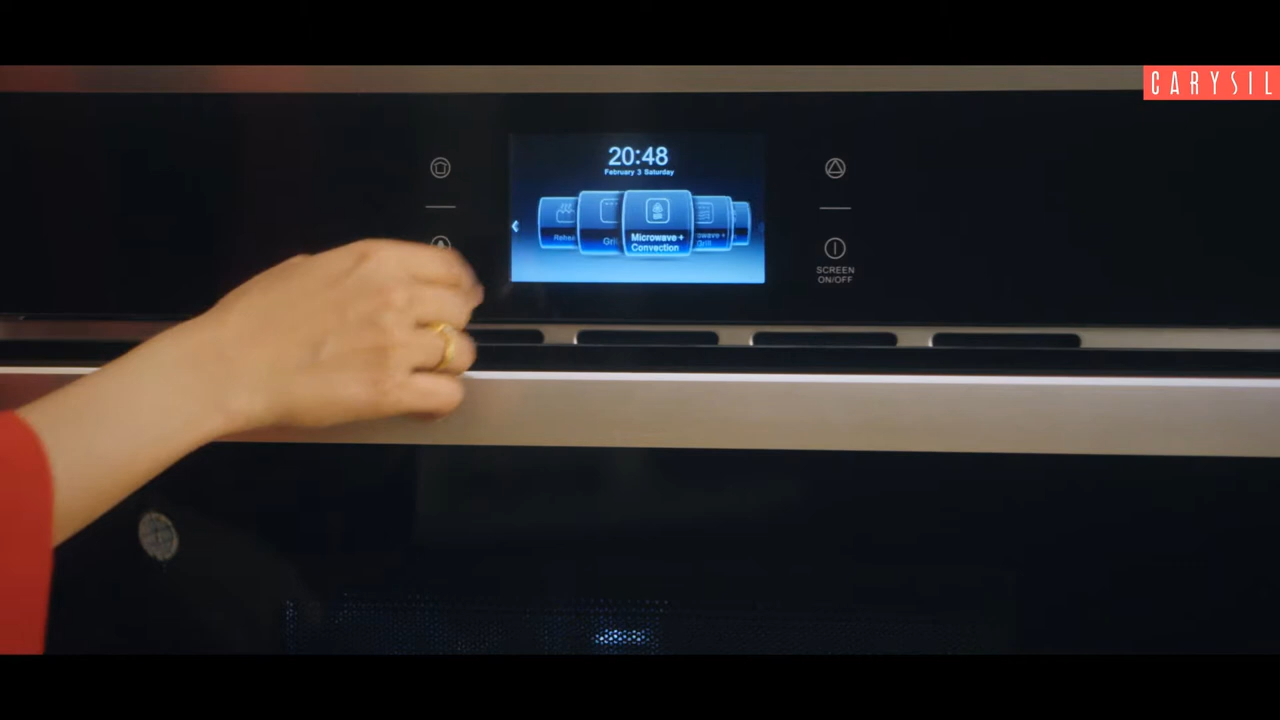 CARYSIL
20:48
February 3 Saturday
Microwave +
Convection
Grill
SCREEN
ON/OFF